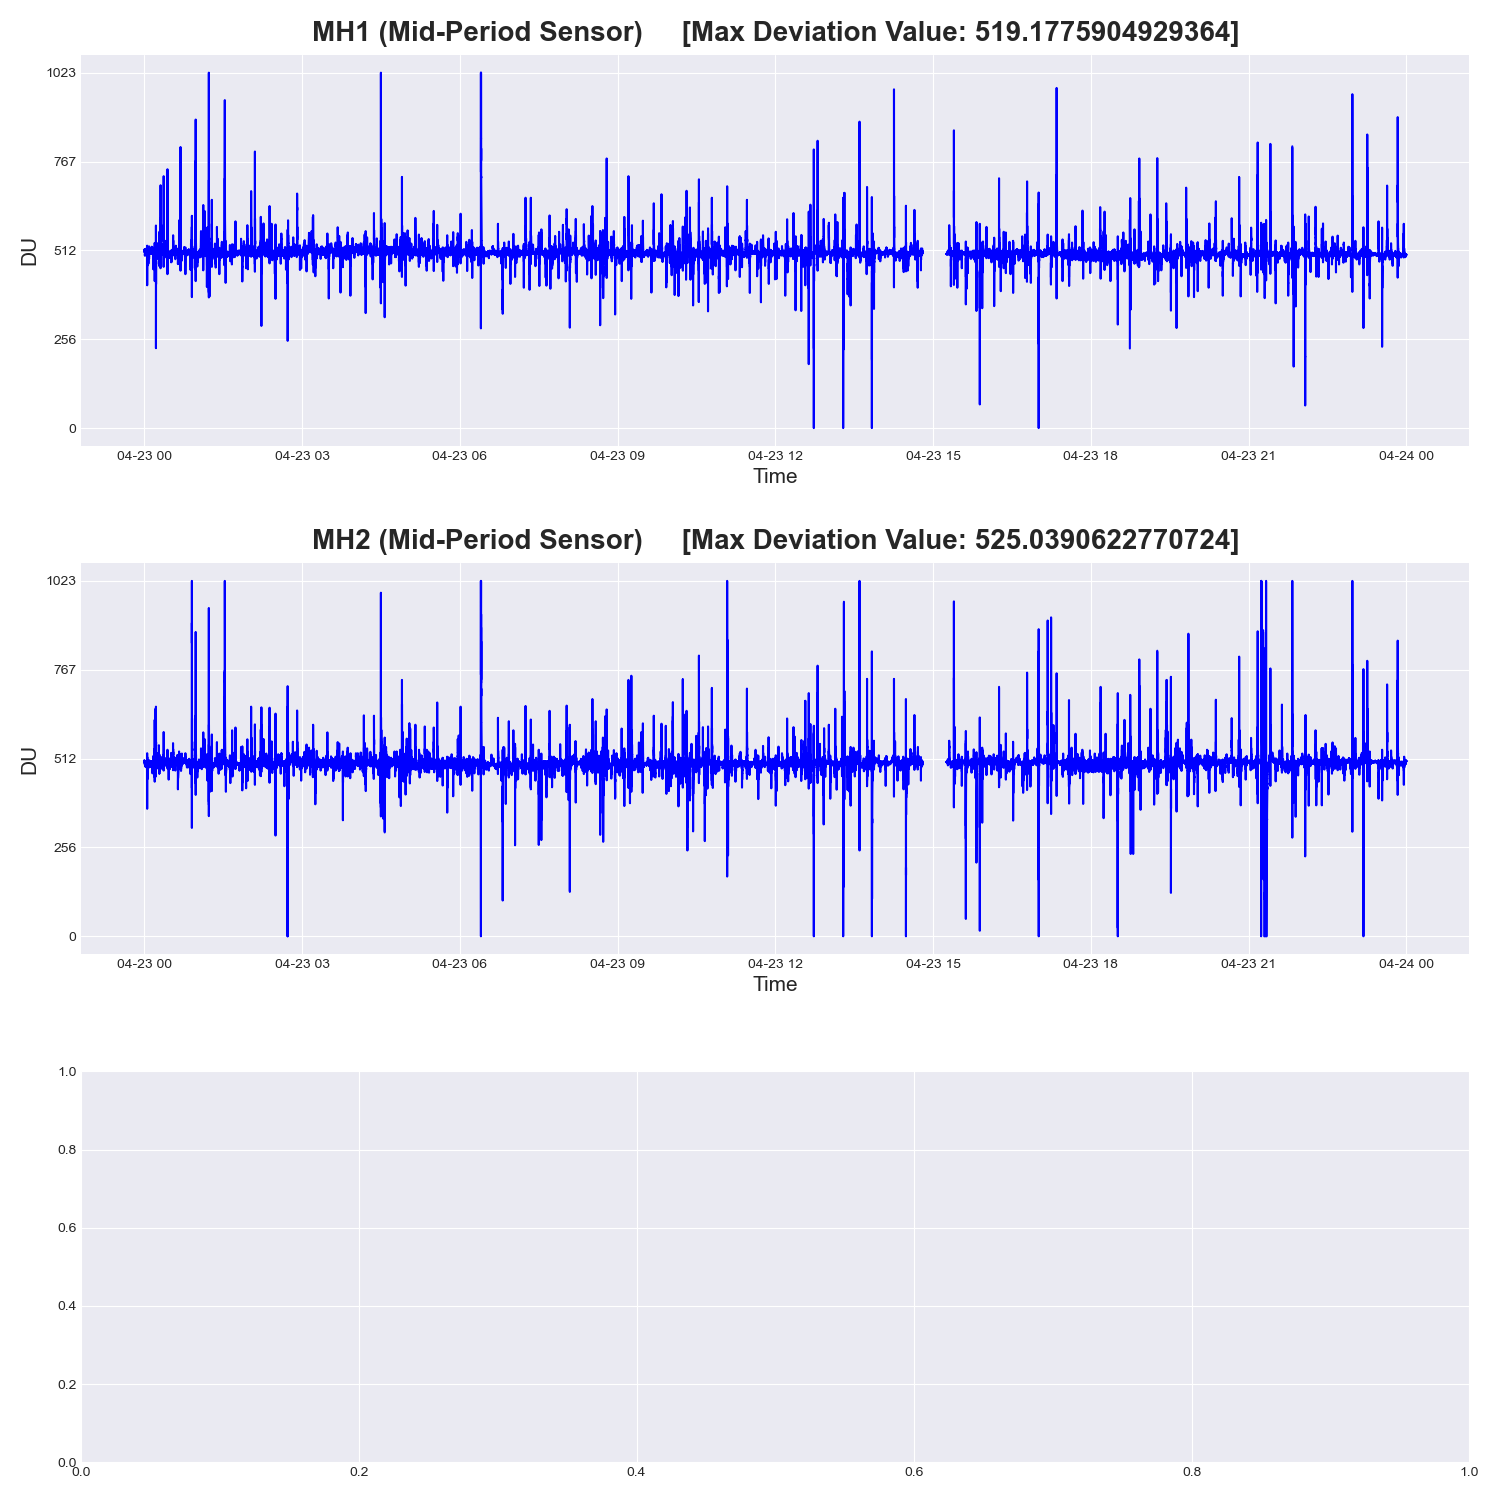 MH1 (Mid-Period Sensor) [Max Deviation Value: 519.1775904929364]
1023
767
512
256
0
DU
04-23 00 04-23 03 04-23 06 04-23 09 04-23 12 04-23 15 04-23 18 04-23 21 04-24 00
Time
MH2 (Mid-Period Sensor) [Max Deviation Value: 525.0390622770724]
1023
767
512
256
0
DU
04-23 00 04-23 03 04-23 06 04-23 09 04-23 12 04-23 15 04-23 18 04-23 21 04-24 00
Time
1.0
0.8
0.6
0.4
0.2
0.0
0.0 0.2 0.4 0.6 0.8 1.0